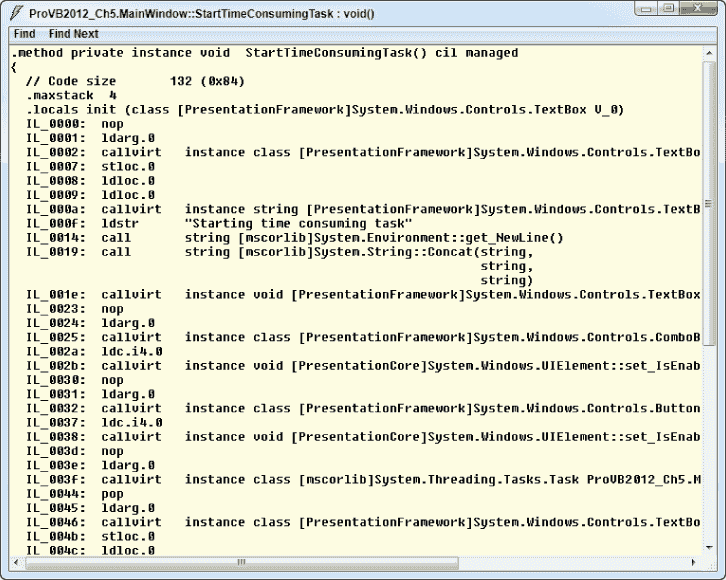 ProVB2012_Ch5.MainWindow::StartTimeConsumingTask : void()
Find Find Next
.method private instance void  StartTimeConsumingTask() cil managed
{
  // Code size       132 (0x84)
  .maxstack  4
  .locals init (class [PresentationFramework]System.Windows.Controls.TextBox V_0)
  IL_0000:  nop
  IL_0001:  ldarg.0
  IL_0002:  callvirt   instance class [PresentationFramework]System.Windows.Controls.TextBo
  IL_0007:  stloc.0
  IL_0008:  ldloc.0
  IL_0009:  ldloc.0
  IL_000a:  callvirt   instance string [PresentationFramework]System.Windows.Controls.TextB
  IL_000f:  ldstr      "Starting time consuming task"
  IL_0014:  call       string [mscorlib]System.Environment::get_NewLine()
  IL_0019:  call       string [mscorlib]System.String::Concat(string,
                                                              string,
                                                              string)
  IL_001e:  callvirt   instance void [PresentationFramework]System.Windows.Controls.TextBox
  IL_0023:  nop
  IL_0024:  ldarg.0
  IL_0025:  callvirt   instance class [PresentationFramework]System.Windows.Controls.ComboB
  IL_002a:  ldc.i4.0
  IL_002b:  callvirt   instance void [PresentationCore]System.Windows.UIElement::set_IsEnab
  IL_0030:  nop
  IL_0031:  ldarg.0
  IL_0032:  callvirt   instance class [PresentationFramework]System.Windows.Controls.Button
  IL_0037:  ldc.i4.0
  IL_0038:  callvirt   instance void [PresentationCore]System.Windows.UIElement::set_IsEnab
  IL_003d:  nop
  IL_003e:  ldarg.0
  IL_003f:  callvirt   instance class [mscorlib]System.Threading.Tasks.Task ProVB2012_Ch5.M
  IL_0044:  pop
  IL_0045:  ldarg.0
  IL_0046:  callvirt   instance class [PresentationFramework]System.Windows.Controls.TextBo
  IL_004b:  stloc.0
  IL_004c:  ldloc.0